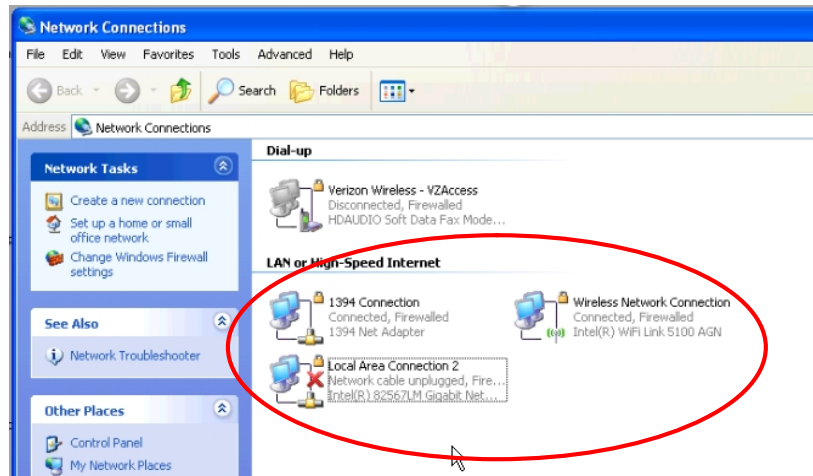 Network Connections
File Edit View Favorites Tools Advanced Help
Back Search Folders
Address Network Connections
Network Tasks
Create a new connection
Set up a home or small
office network
Change Windows Firewall
settings
See Also
Network Troubleshooter
Other Places
Control Panel
My Network Places
Dial-up
Verizon Wireless - VZAccess
Disconnected, Firewalled
HDAUDIO Soft Data Fax Mode...
LAN or High-Speed Internet
1394 Connection
Connected, Firewalled
1394 Net Adapter
Wireless Network Connection
Connected, Firewalled
Intel(R) WiFi Link 5100 AGN
Local Area Connection 2
Network cable unplugged, Fire...
Intel(R) 82567LM Gigabit Net...